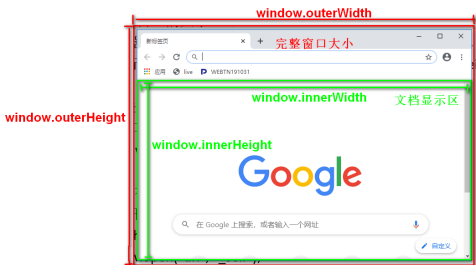 window.outerWidth
新标签页
完整窗口大小
应用 live WEBTN191031
window.innerWidth
文档显示区
window.outerHeight
window.innerHeight
Google
在 Google 上搜索，或者输入一个网址
自定义